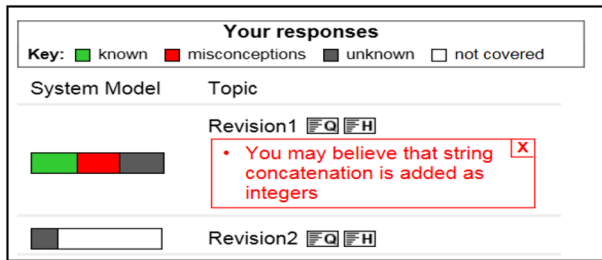 Your responses
Key: known misconceptions unknown not covered
System Model Topic
Revision1 Q H
• You may believe that string X
concatenation is added as
integers
Revision2 Q H